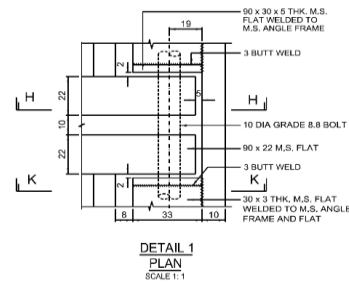 19
90 x 30 x 5 THK. M.S.
FLAT WELDED TO
M.S. ANGLE FRAME
3 BUTT WELD
2
H
22
5
H
10
10 DIA GRADE 8.8 BOLT
22
90 x 22 M,S. FLAT
3 BUTT WELD
K
2
K
30 x 3 THK. M.S. FLAT
WELDED TO M.S. ANGLE
FRAME AND FLAT
8
33
10
DETAIL 1
PLAN
SCALE 1: 1